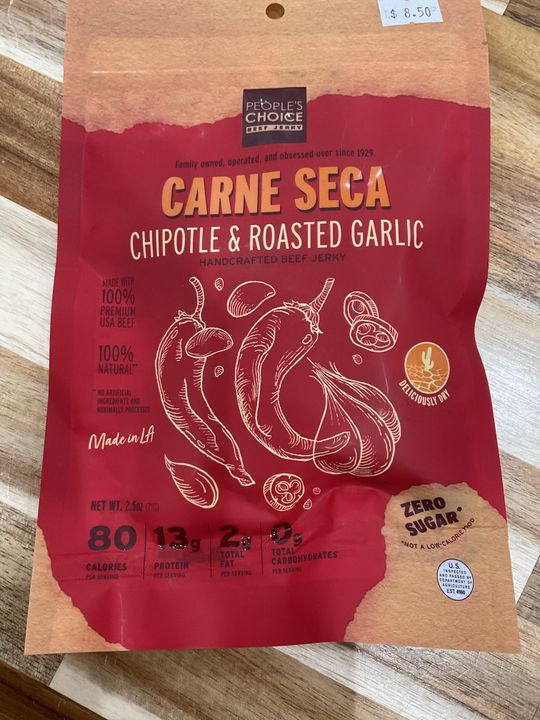 $ 8.50
PEOPLE'S
CHOICE
BEEF JERKY
Family owned, operated, and obsessed over since 1929
CARNE SECA
CHIPOTLE & ROASTED GARLIC
HANDCRAFTED BEEF JERKY
MADE WITH
100%
PREMIUM
USA BEEF
100%
NATURAL**
** NO ARTIFICIAL
INGREDIENTS AND
MINIMALLY PROCESSED
Made in LA
DELICIOUSLY DRY
NET WT. 2.5oz (71g)
80
CALORIES
PER SERVING
13g
PROTEIN
PER SERVING
2g
TOTAL
FAT
PER SERVING
0g
TOTAL
CARBOHYDRATES
PER SERVING
ZERO
SUGAR*
*NOT A LOW-CALORIE FOOD
U.S.
INSPECTED
AND PASSED BY
DEPARTMENT OF
AGRICULTURE
EST. 4960